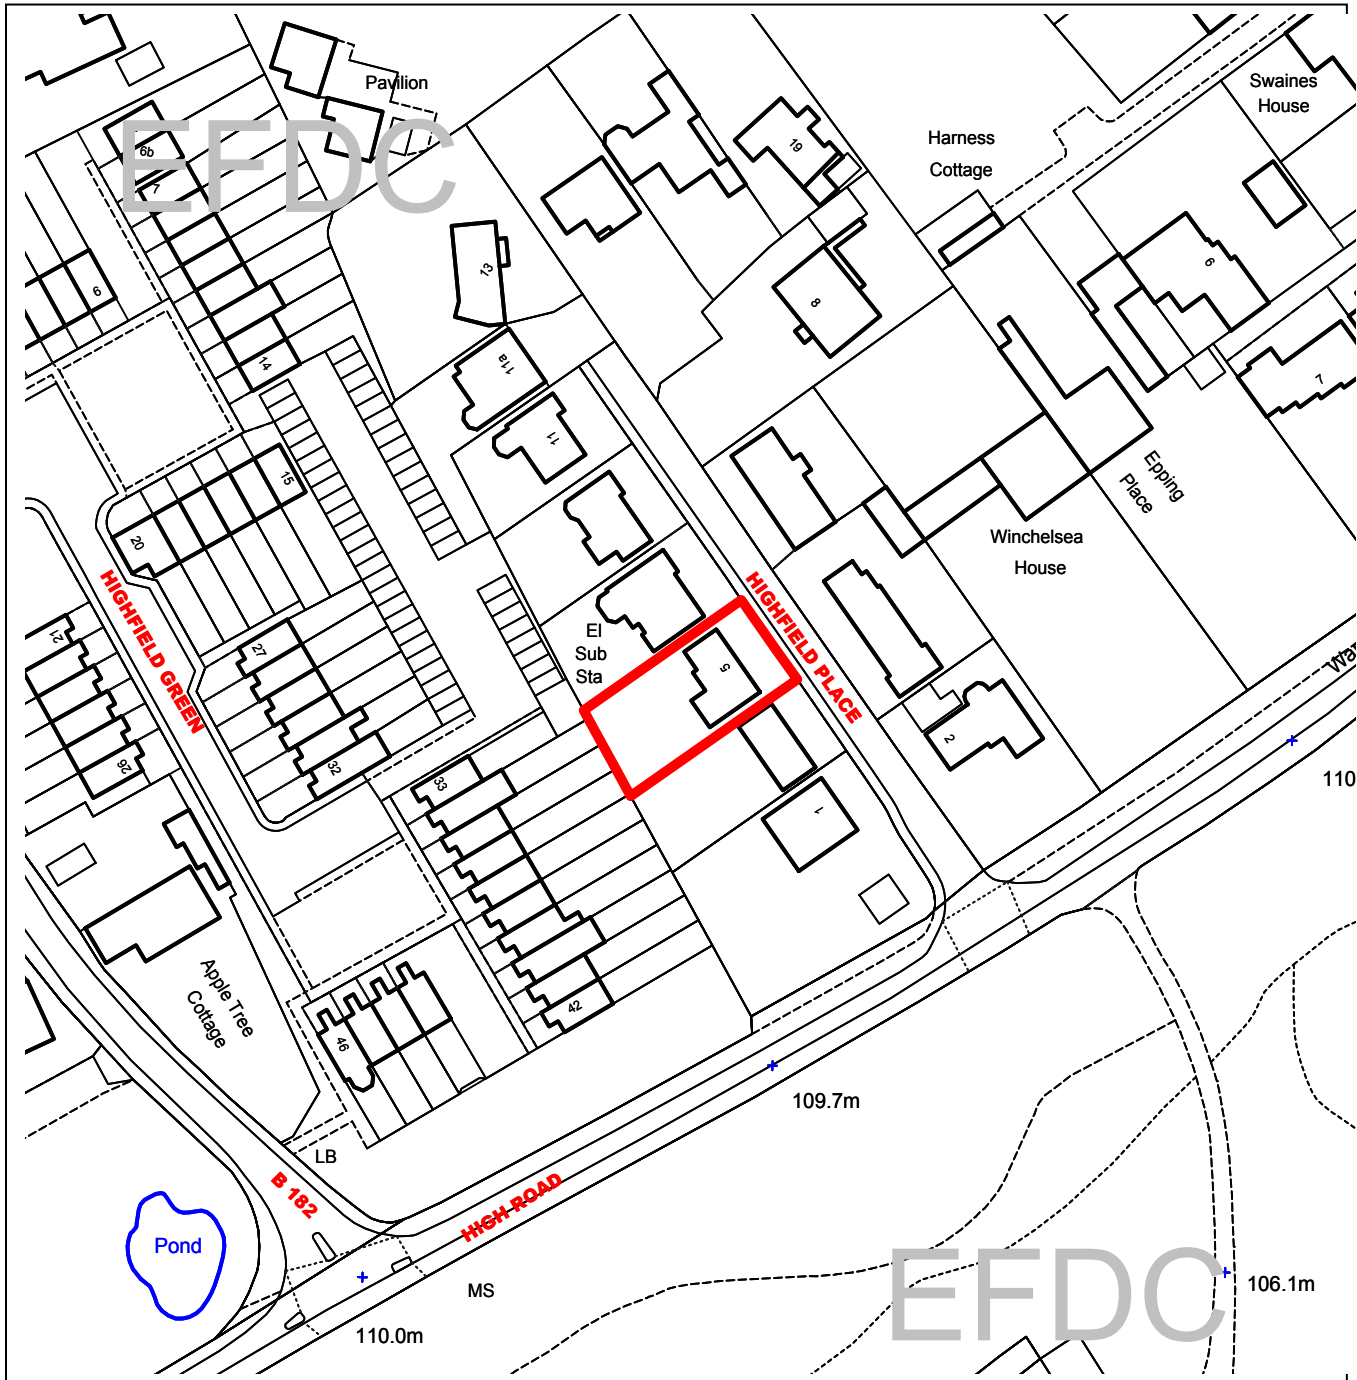 Pavilion
EFDC
6b
7
9
14
13
11a
11
19
8
Harness
Cottage
Swaines
House
6
7
Epping
Place
Winchelsea
House
15
20
HIGHFIELD GREEN
21
26
27
32
33
42
46
El
Sub
Sta
5
HIGHFIELD PLACE
2
1
Apple Tree
Cottage
LB
B 182
HIGH ROAD
Pond
MS
110.0m
109.7m
110
106.1m
EFDC